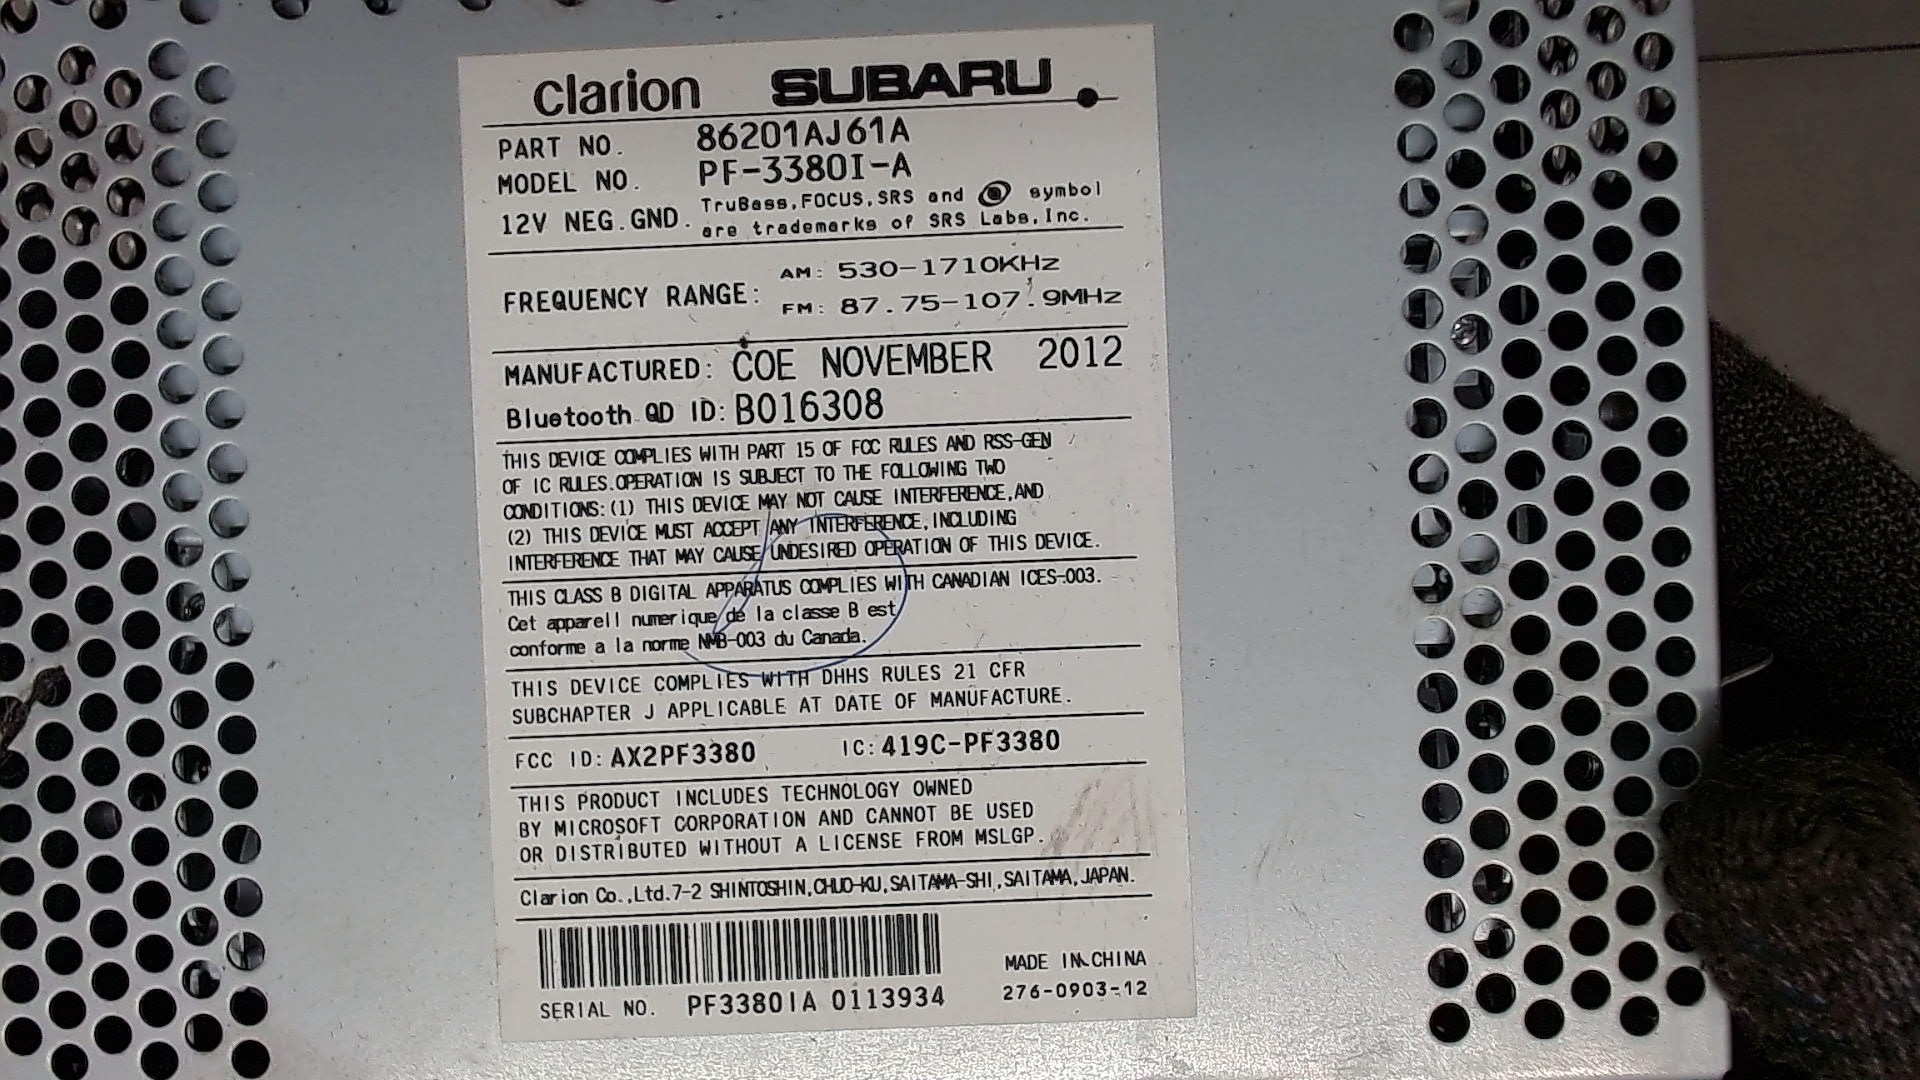 clarion SUBARU
PART NO. 86201AJ61A
MODEL NO. PF-3380I-A
12V NEG.GND. TruBass,FOCUS,SRS and symbol
are trademarks of SRS Labs,Inc.
FREQUENCY RANGE: AM: 530-1710KHz
FM: 87.75-107.9MHz
MANUFACTURED: COE NOVEMBER 2012
Bluetooth QD ID: B016308
THIS DEVICE COMPLIES WITH PART 15 OF FCC RULES AND RSS-GEN
OF IC RULES.OPERATION IS SUBJECT TO THE FOLLOWING TWO
CONDITIONS:(1) THIS DEVICE MAY NOT CAUSE INTERFERENCE,AND
(2) THIS DEVICE MUST ACCEPT ANY INTERFERENCE,INCLUDING
INTERFERENCE THAT MAY CAUSE UNDESIRED OPERATION OF THIS DEVICE.
THIS CLASS B DIGITAL APPARATUS COMPLIES WITH CANADIAN ICES-003.
Cet appareil numerique de la classe B est
conforme a la norme NMB-003 du Canada.
THIS DEVICE COMPLIES WITH DHHS RULES 21 CFR
SUBCHAPTER J APPLICABLE AT DATE OF MANUFACTURE.
FCC ID: AX2PF3380 IC: 419C-PF3380
THIS PRODUCT INCLUDES TECHNOLOGY OWNED
BY MICROSOFT CORPORATION AND CANNOT BE USED
OR DISTRIBUTED WITHOUT A LICENSE FROM MSLGP.
Clarion Co.,Ltd.7-2 SHINTOSHIN,CHUO-KU,SAITAMA-SHI,SAITAMA,JAPAN.
MADE IN CHINA
SERIAL NO. PF3380IA 0113934 276-0903-12